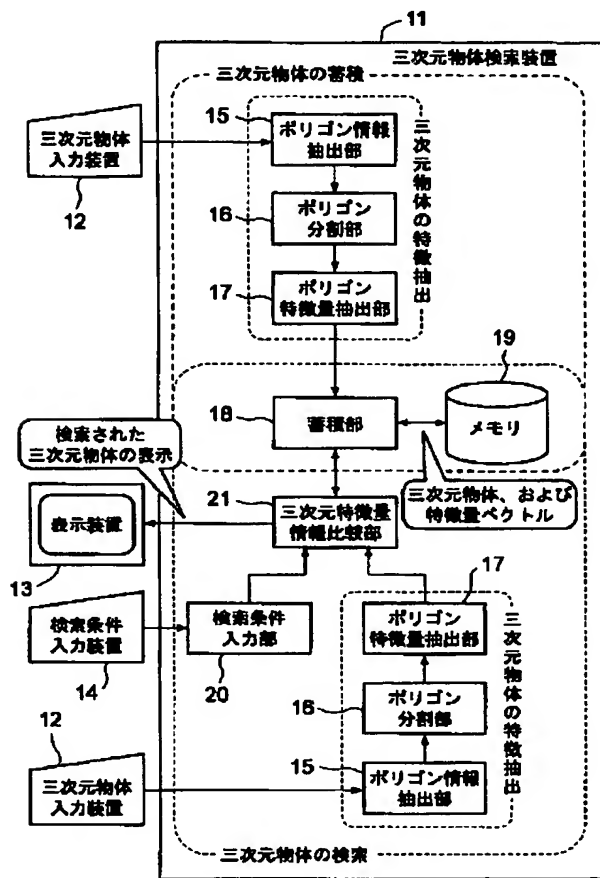 11
三次元物体検索装置
三次元物体の蓄積
三次元物体
入力装置
12
15
ポリゴン情報
抽出部
16
ポリゴン
分割部
17
ポリゴン
特徴量抽出部
三次元物体の特徴抽出
18
蓄積部
19
メモリ
検索された
三次元物体の表示
三次元物体、および
特徴量ベクトル
21
三次元特徴量
情報比較部
表示装置
13
検索条件
入力装置
14
検索条件
入力部
20
17
ポリゴン
特徴量抽出部
16
ポリゴン
分割部
15
ポリゴン情報
抽出部
三次元物体の特徴抽出
12
三次元物体
入力装置
三次元物体の検索